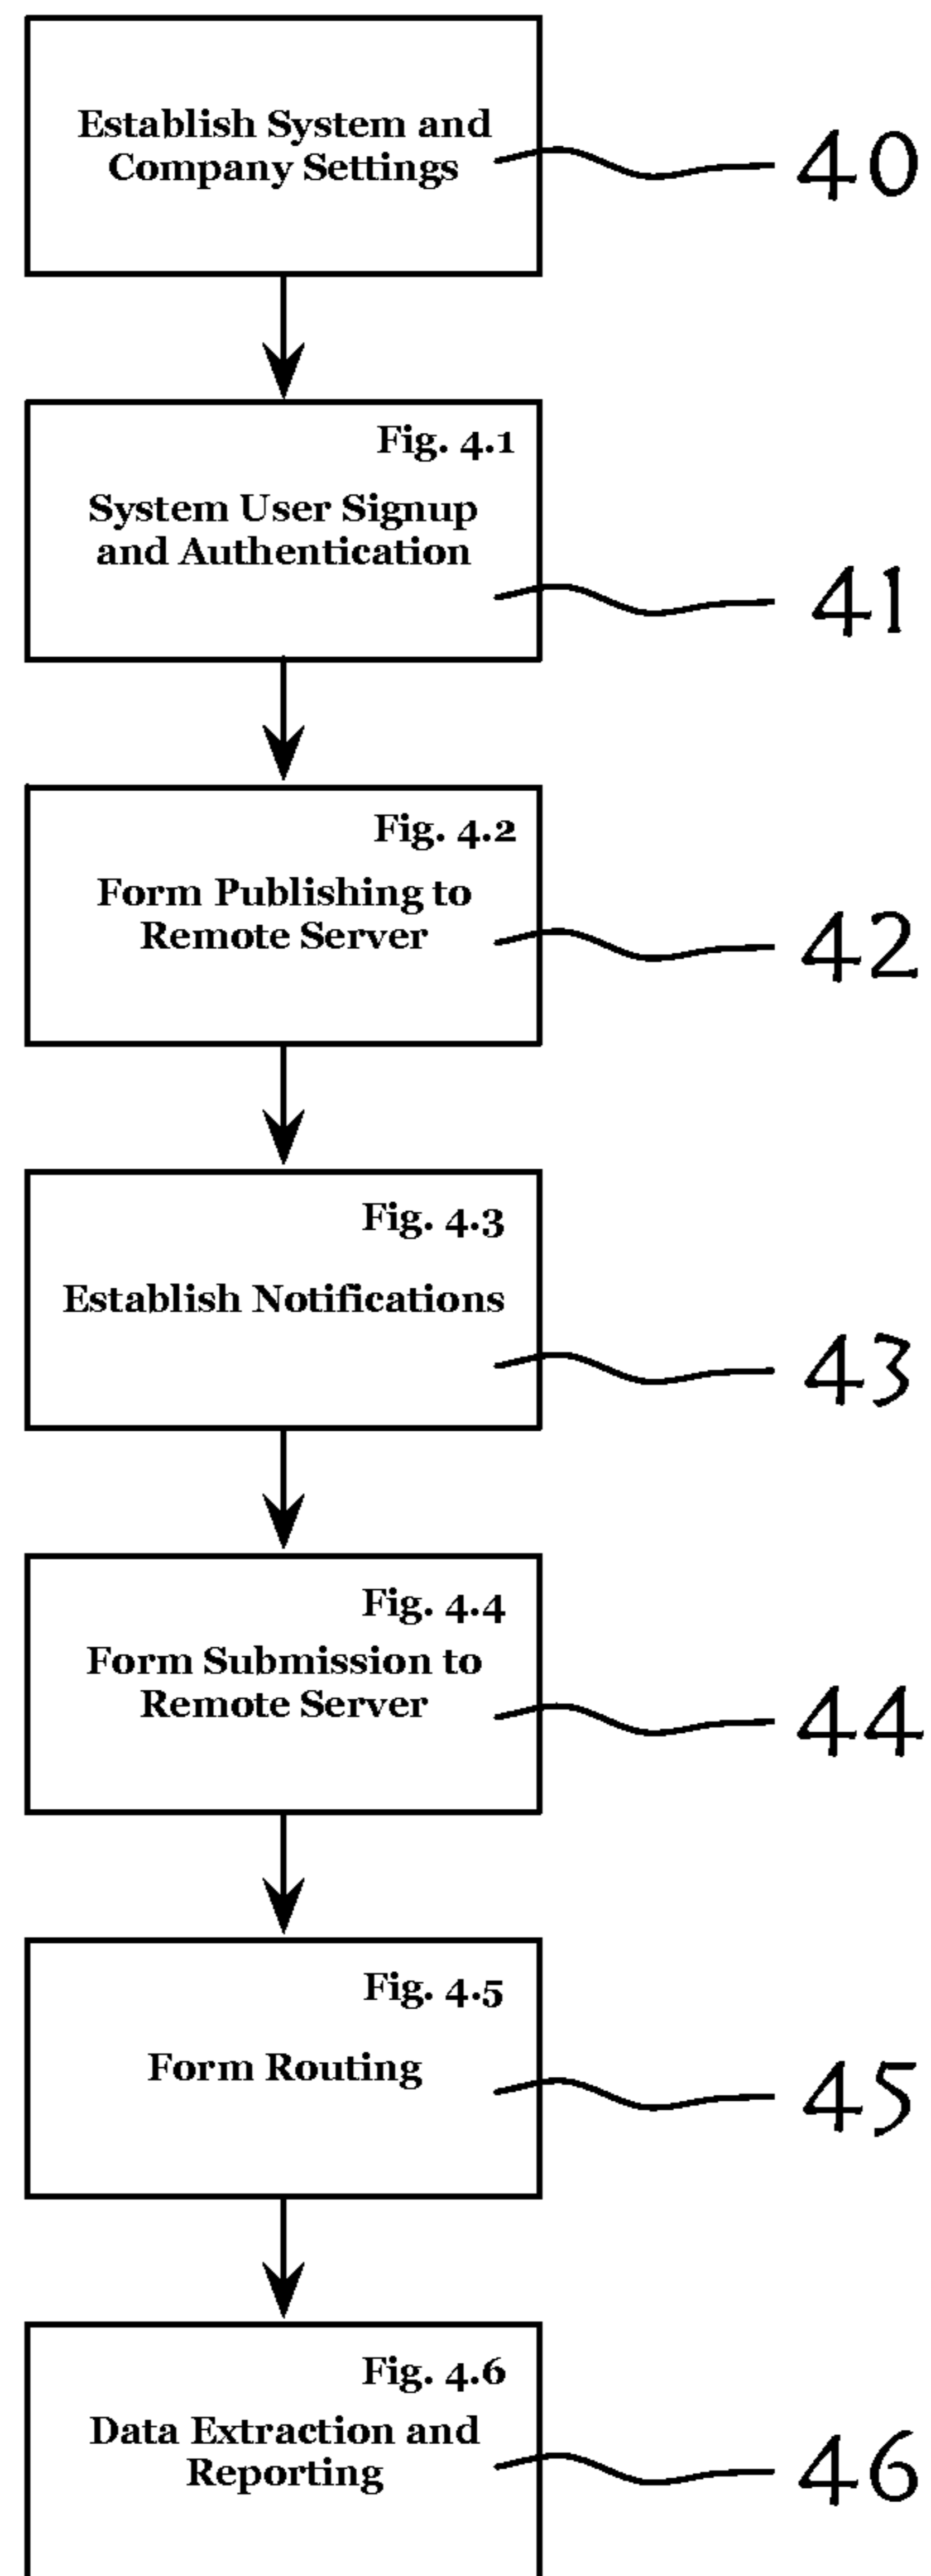 Establish System and
Company Settings
40
Fig. 4.1
System User Signup
and Authentication
41
Fig. 4.2
Form Publishing to
Remote Server
42
Fig. 4.3
Establish Notifications
43
Fig. 4.4
Form Submission to
Remote Server
44
Fig. 4.5
Form Routing
45
Fig. 4.6
Data Extraction and
Reporting
46